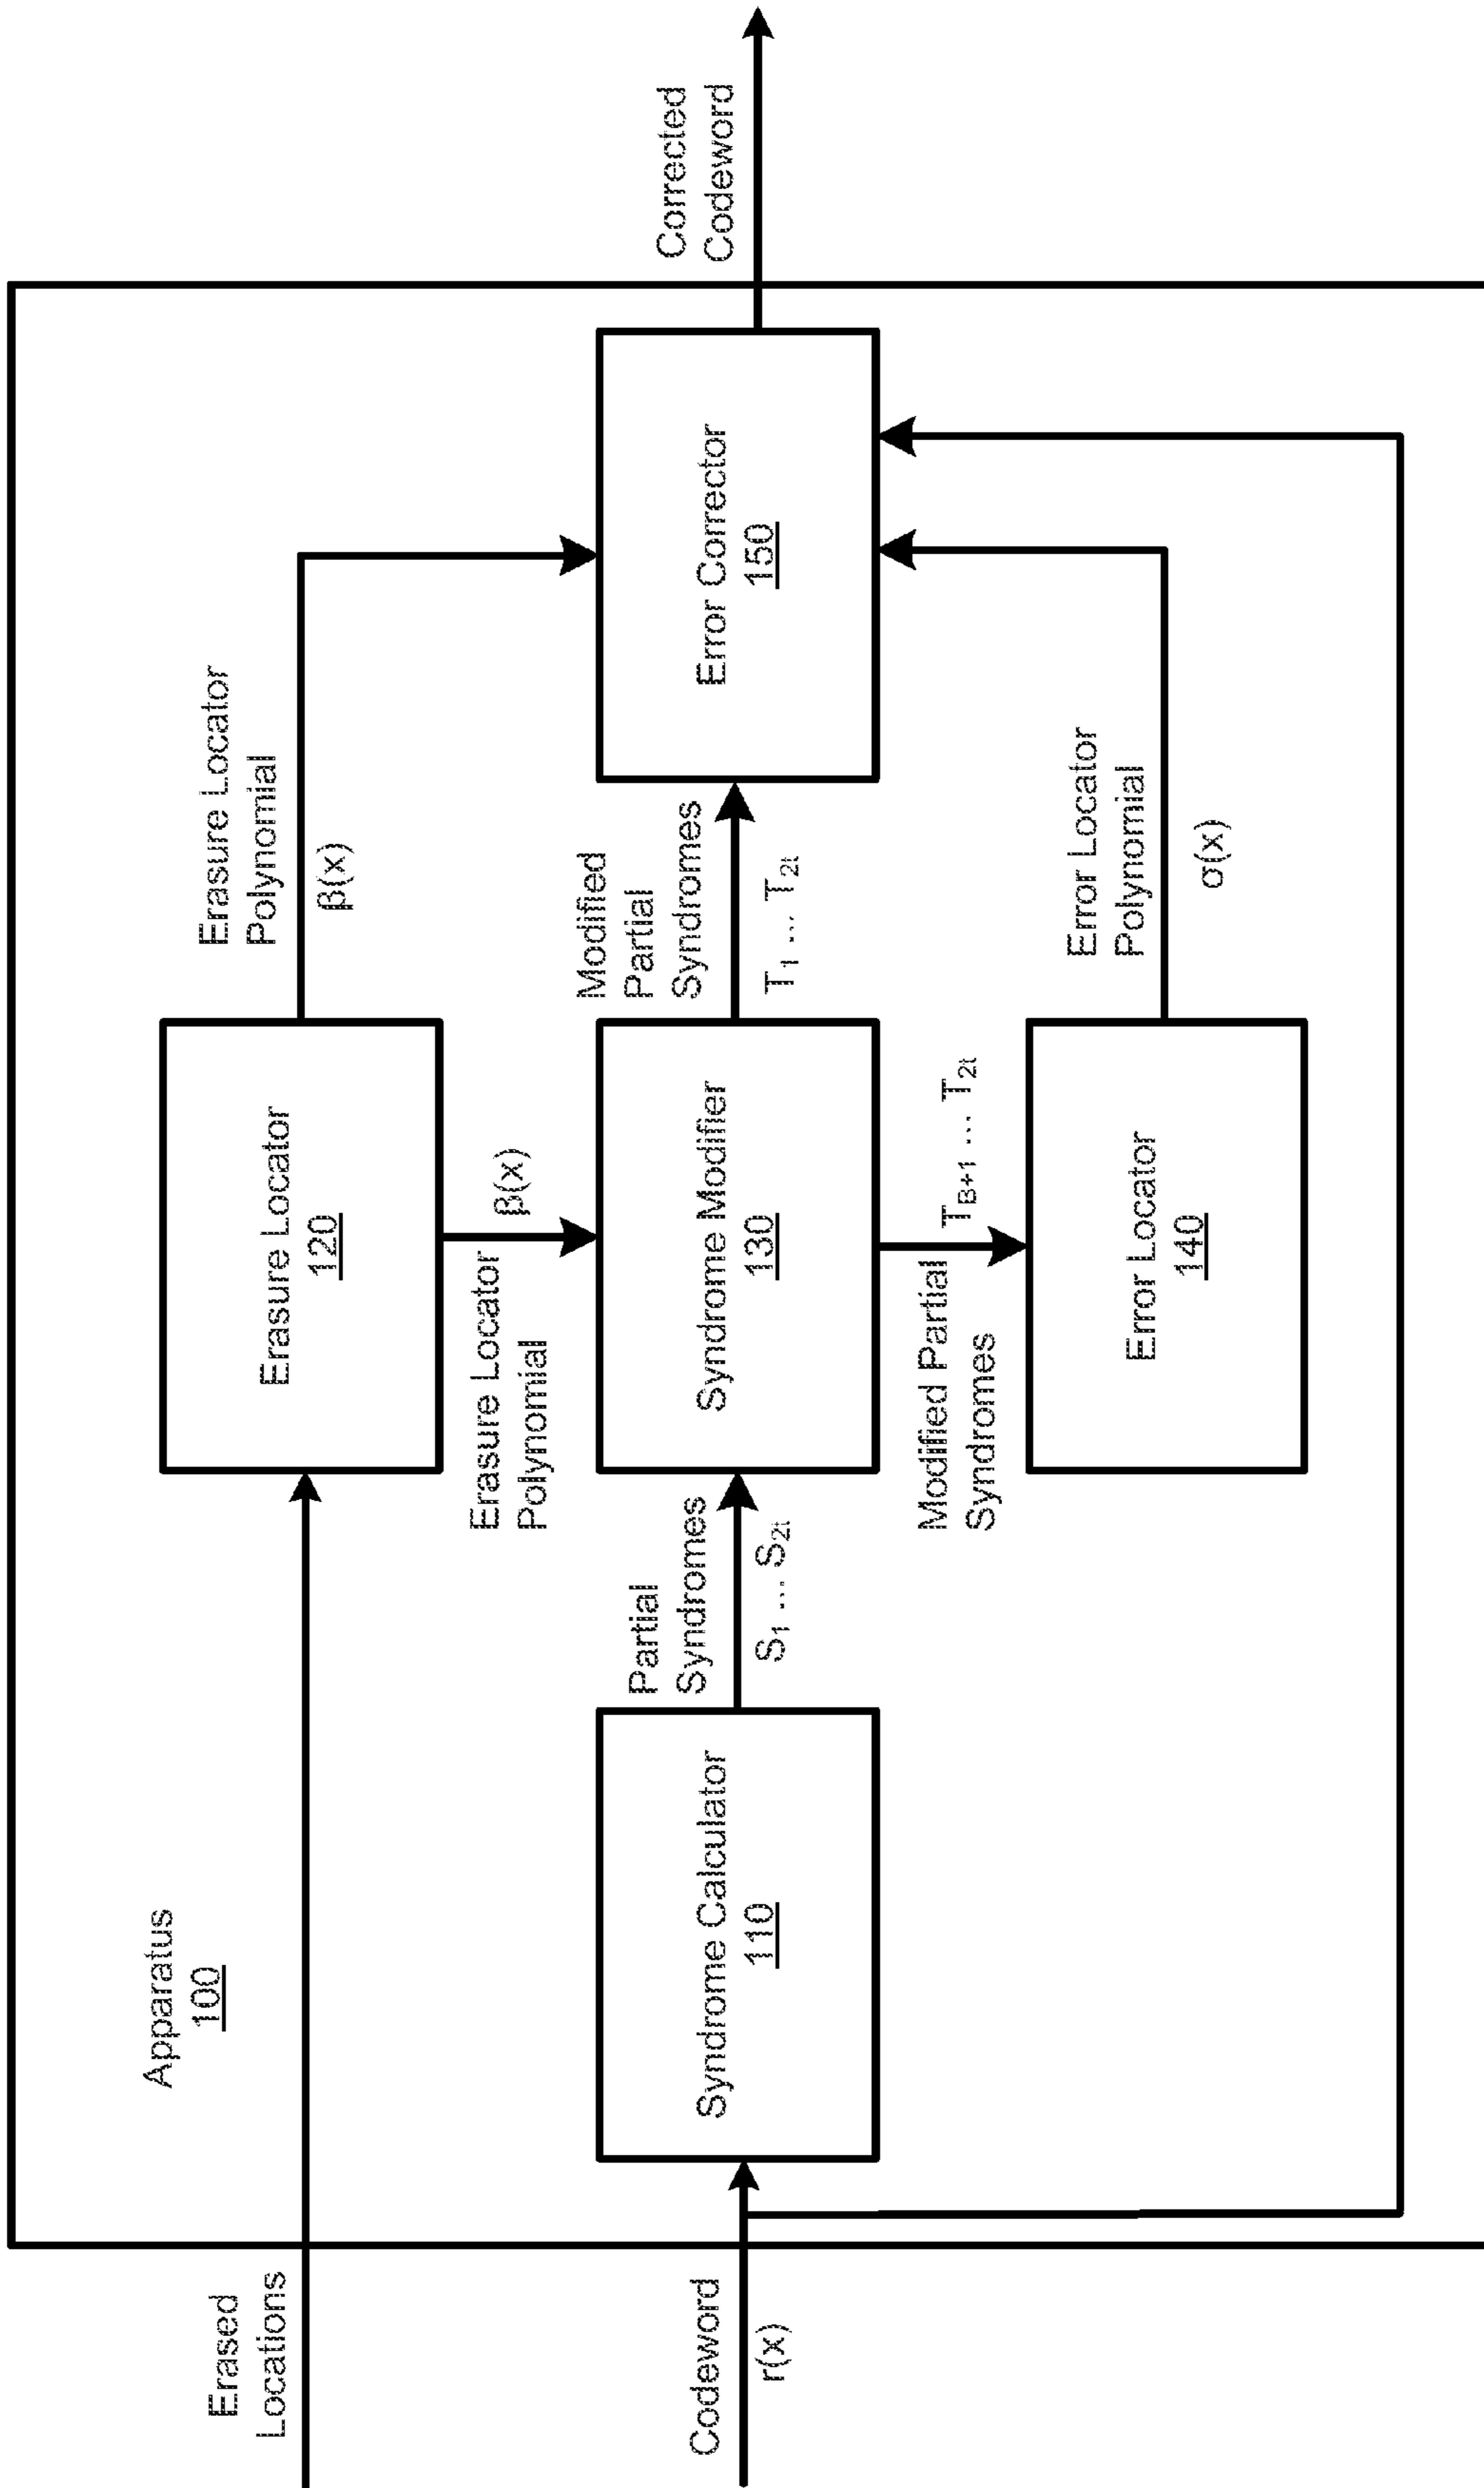 Apparatus
100
Erased
Locations
Erasure Locator
120
Erasure Locator
Polynomial
β(x)
Erasure Locator
Polynomial
β(x)
Codeword
r(x)
Syndrome Calculator
110
Partial
Syndromes
S1 ... S2t
Syndrome Modifier
130
Modified
Partial
Syndromes
T1 ... T2t
Error Corrector
150
Corrected
Codeword
Modified Partial
Syndromes
TB+1 ... T2t
Error Locator
140
Error Locator
Polynomial
σ(x)